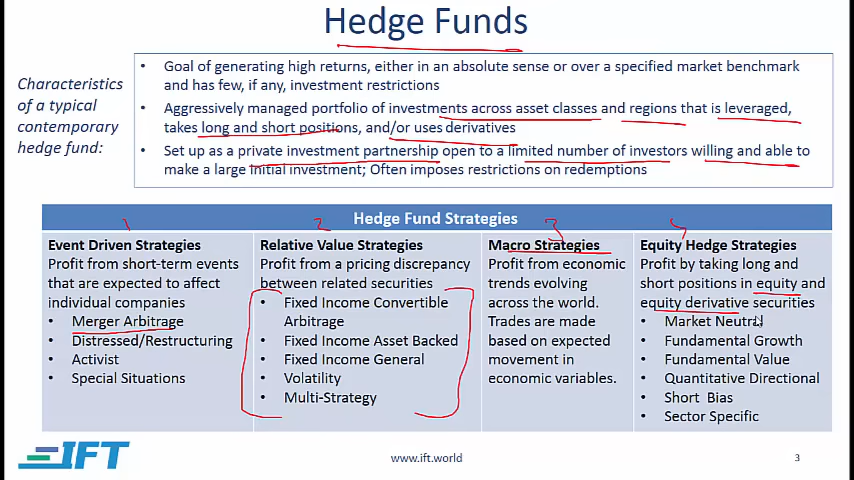 Hedge Funds
Characteristics
of a typical
contemporary
hedge fund:
• Goal of generating high returns, either in an absolute sense or over a specified market benchmark
and has few, if any, investment restrictions
• Aggressively managed portfolio of investments across asset classes and regions that is leveraged,
takes long and short positions, and/or uses derivatives
• Set up as a private investment partnership open to a limited number of investors willing and able to
make a large initial investment; Often imposes restrictions on redemptions
1 2 3 4
Hedge Fund Strategies
Event Driven Strategies
Profit from short-term events
that are expected to affect
individual companies
• Merger Arbitrage
• Distressed/Restructuring
• Activist
• Special Situations
Relative Value Strategies
Profit from a pricing discrepancy
between related securities
• Fixed Income Convertible
Arbitrage
• Fixed Income Asset Backed
• Fixed Income General
• Volatility
• Multi-Strategy
Macro Strategies
Profit from economic
trends evolving
across the world.
Trades are made
based on expected
movement in
economic variables.
Equity Hedge Strategies
Profit by taking long and
short positions in equity and
equity derivative securities
• Market Neutral
• Fundamental Growth
• Fundamental Value
• Quantitative Directional
• Short Bias
• Sector Specific
IFT
www.ift.world
3